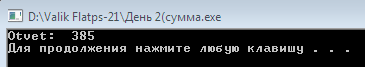 D:\Valik Flatps-21\День 2(сумма.exe
Otvet:  385
Для продолжения нажмите любую клавишу . . .